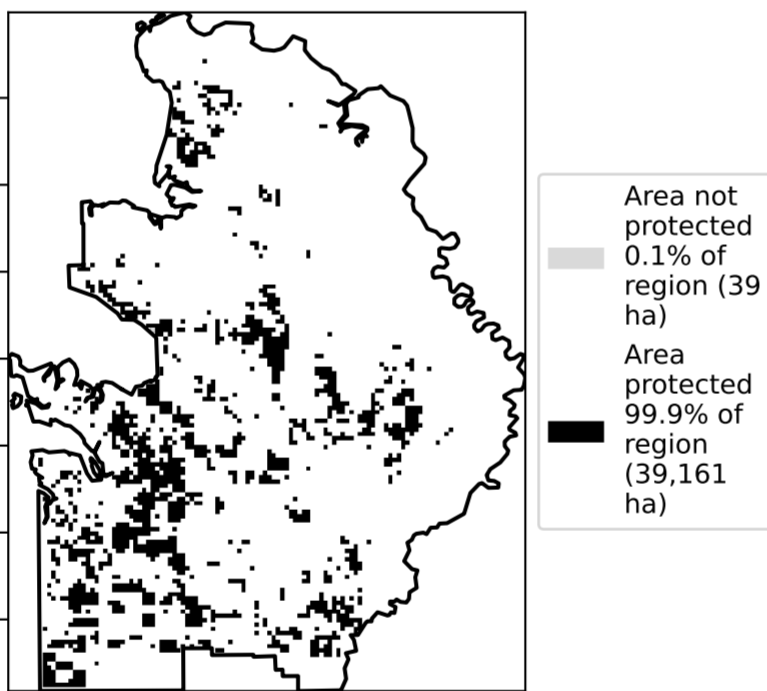 Area not
protected
0.1% of
region (39
ha)
Area
protected
99.9% of
region
(39,161
ha)